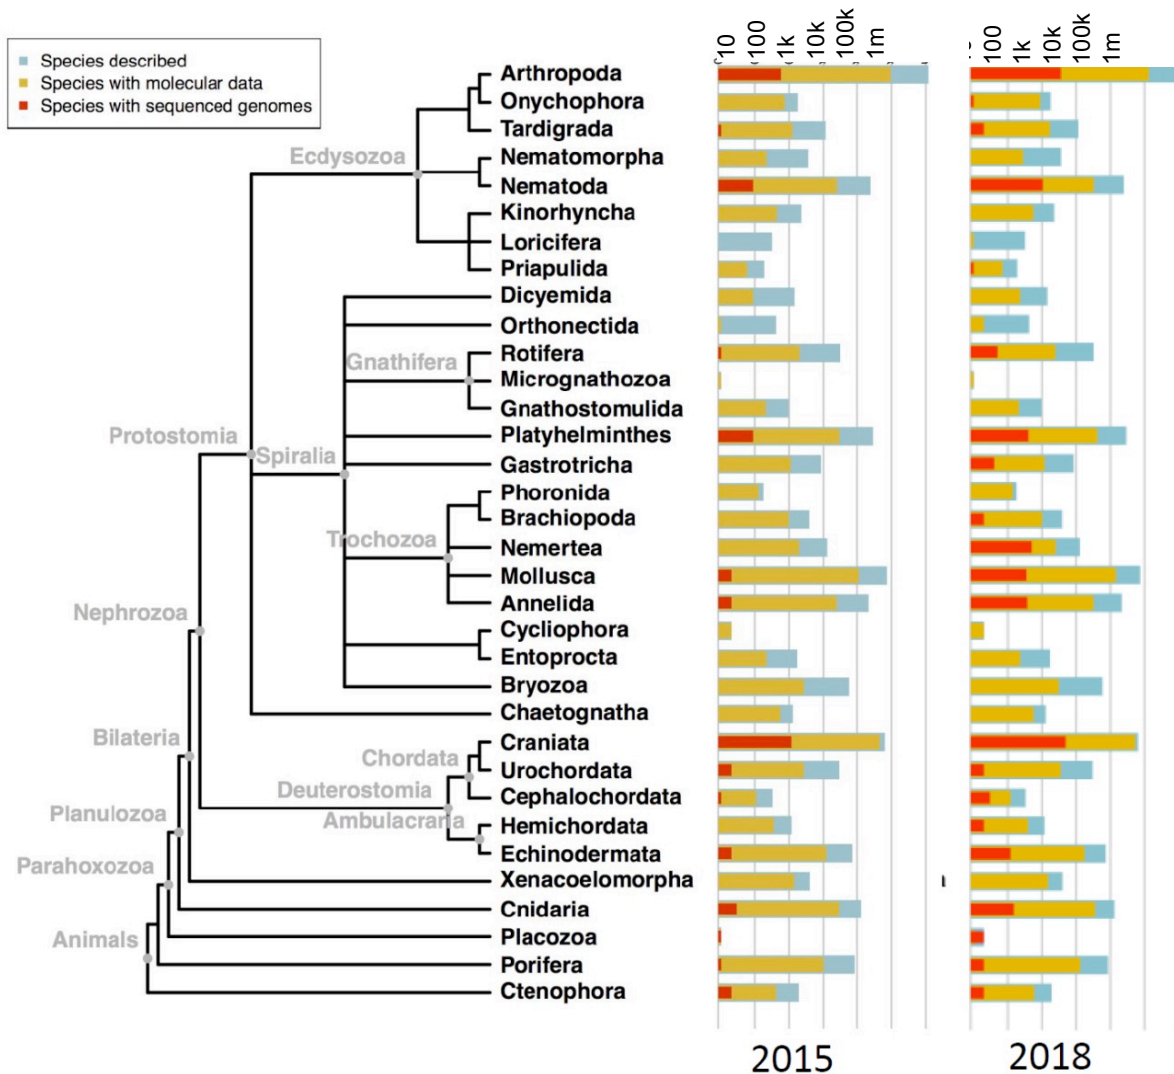 Species described
Species with molecular data
Species with sequenced genomes
10 100 1k 10k 100k 1m
100 1k 10k 100k 1m
Arthropoda
Onychophora
Tardigrada
Ecdysozoa
Nematomorpha
Nematoda
Kinorhyncha
Loricifera
Priapulida
Dicyemida
Orthonectida
Rotifera
Gnathifera
Micrognathozoa
Gnathostomulida
Protostomia
Platyhelminthes
Spiralia
Gastrotricha
Phoronida
Brachiopoda
Trochozoa
Nemertea
Mollusca
Annelida
Nephrozoa
Cycliophora
Entoprocta
Bryozoa
Chaetognatha
Bilateria
Craniata
Chordata
Urochordata
Deuterostomia
Cephalochordata
Planulozoa
Ambulacraria
Hemichordata
Echinodermata
Parahoxozoa
Xenacoelomorpha
Cnidaria
Placozoa
Animals
Porifera
Ctenophora
2015
2018